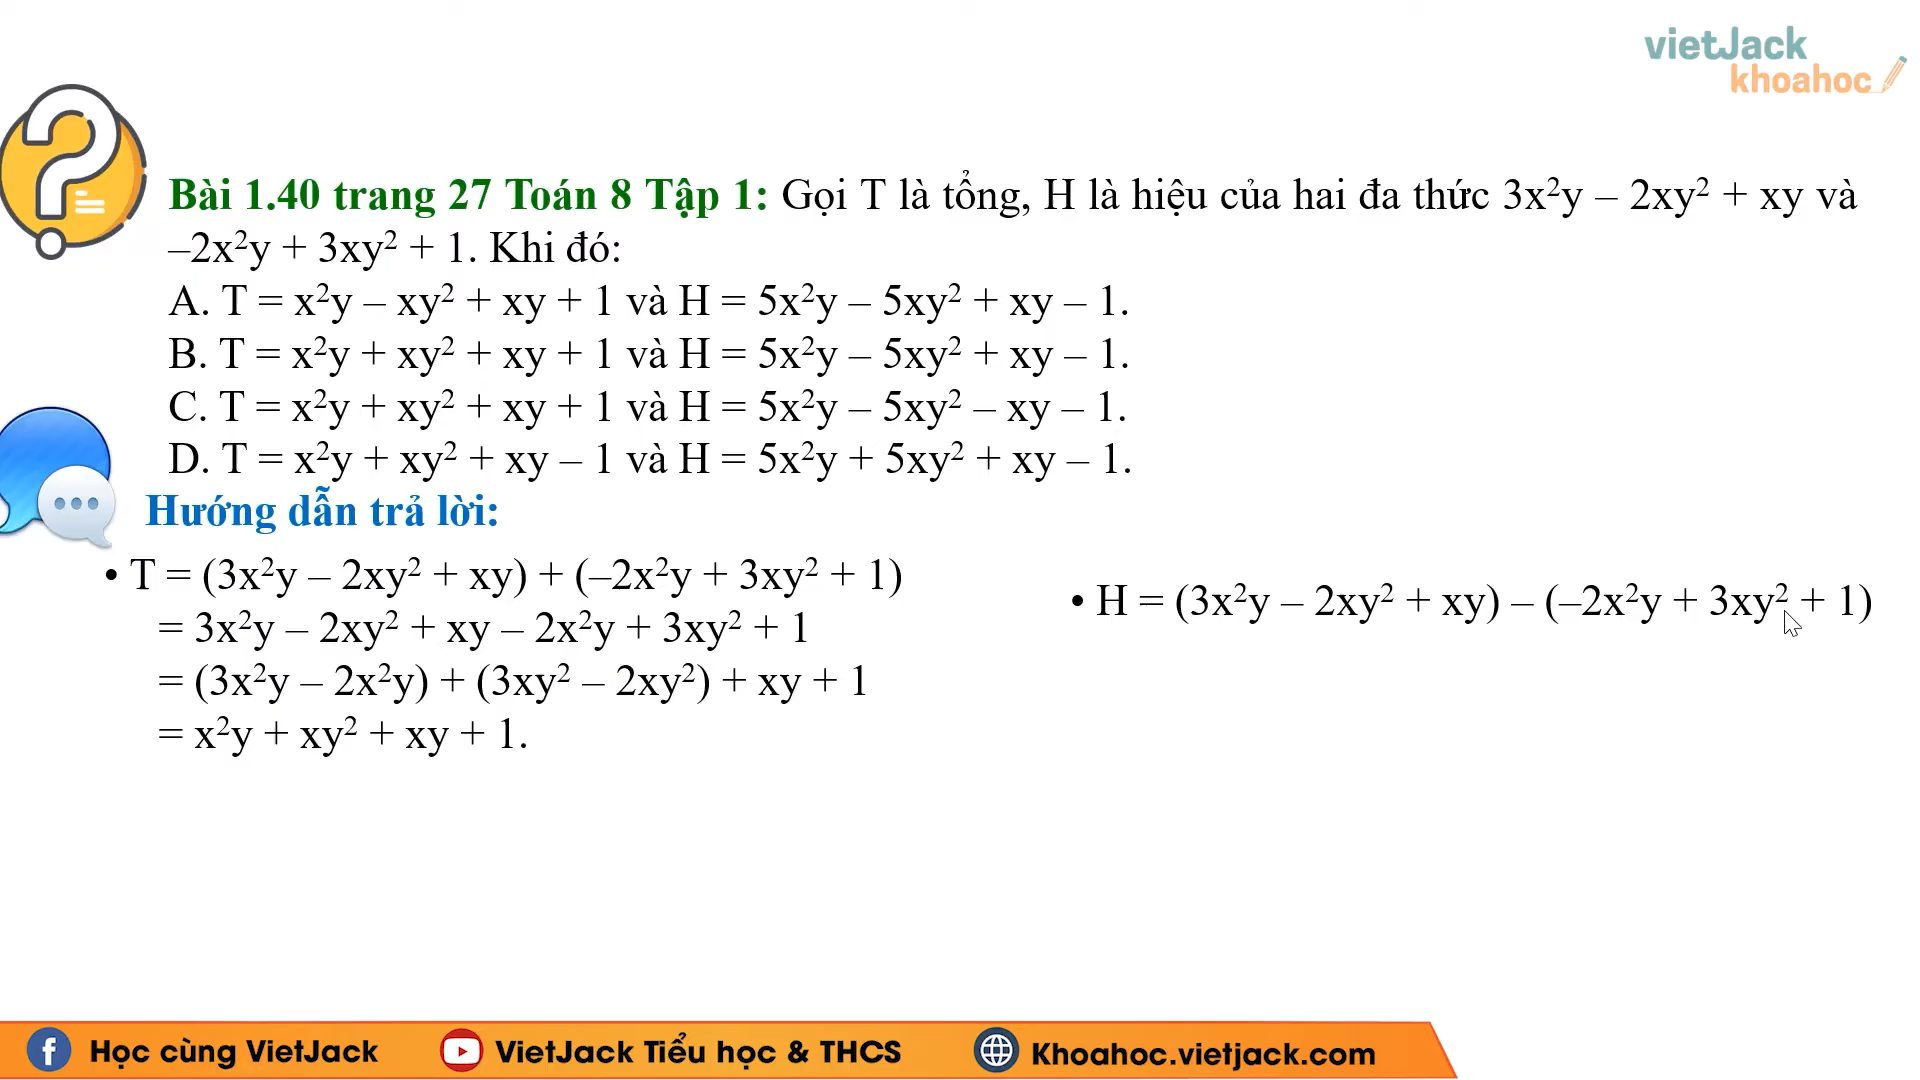 vietJack
khoahoc
Bài 1.40 trang 27 Toán 8 Tập 1: Gọi T là tổng, H là hiệu của hai đa thức 3x²y – 2xy² + xy và
–2x²y + 3xy² + 1. Khi đó:
A. T = x²y – xy² + xy + 1 và H = 5x²y – 5xy² + xy – 1.
B. T = x²y + xy² + xy + 1 và H = 5x²y – 5xy² + xy – 1.
C. T = x²y + xy² + xy + 1 và H = 5x²y – 5xy² – xy – 1.
D. T = x²y + xy² + xy – 1 và H = 5x²y + 5xy² + xy – 1.
Hướng dẫn trả lời:
• T = (3x²y – 2xy² + xy) + (–2x²y + 3xy² + 1)
= 3x²y – 2xy² + xy – 2x²y + 3xy² + 1
= (3x²y – 2x²y) + (3xy² – 2xy²) + xy + 1
= x²y + xy² + xy + 1.
• H = (3x²y – 2xy² + xy) – (–2x²y + 3xy² + 1)
Học cùng VietJack
VietJack Tiểu học & THCS
Khoahoc.vietjack.com